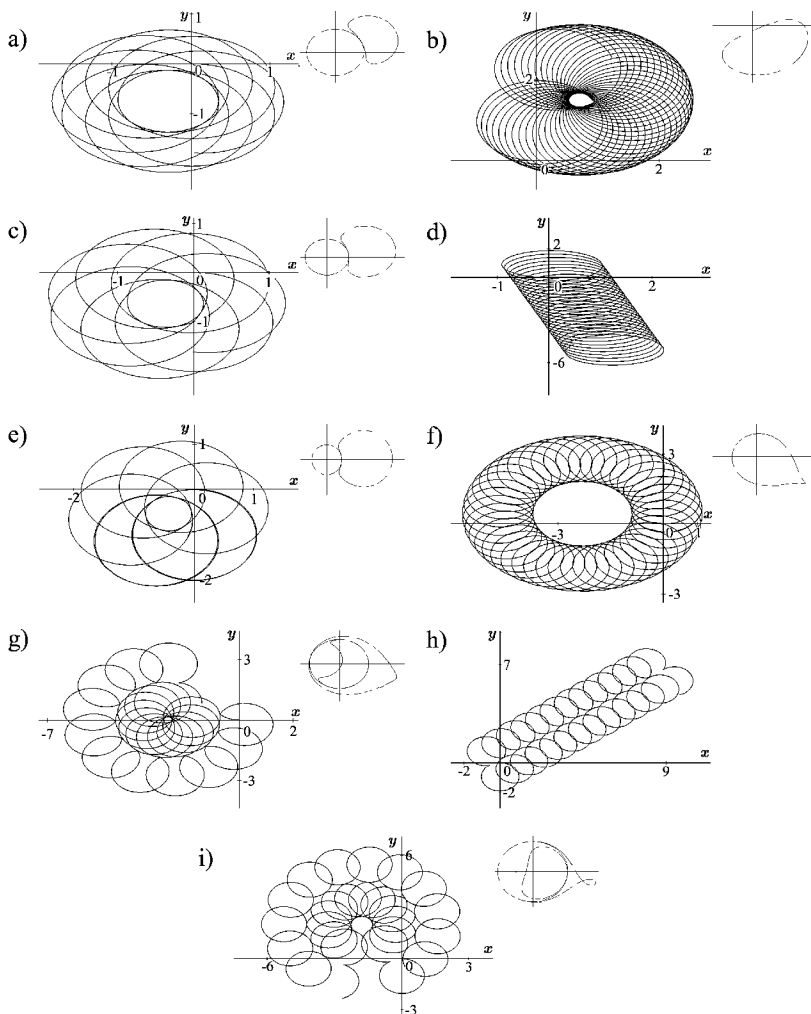 a) y 1 x -1 0 1 -1
b) y 2 x 0 2
c) y 1 x -1 0 1 -1
d) y 2 x -1 0 2 -6
e) y 1 x -2 0 1 -2
f) y 3 x -3 0 1 -3
g) y 3 x -7 0 2 -3
h) y 7 x -2 0 9 -2
i) y 6 x -6 0 3 -3